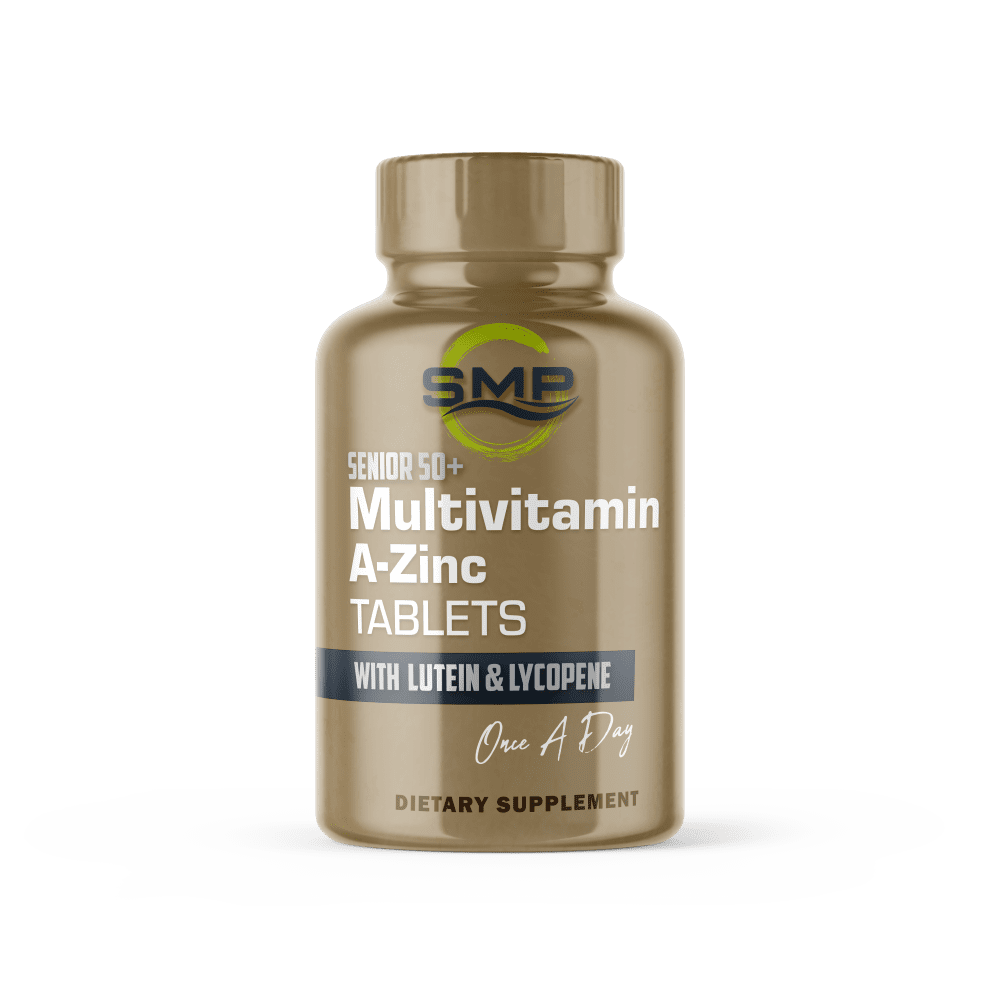 SMP
SENIOR 50+
Multivitamin
A-Zinc
TABLETS
WITH LUTEIN & LYCOPENE
Once A Day
DIETARY SUPPLEMENT